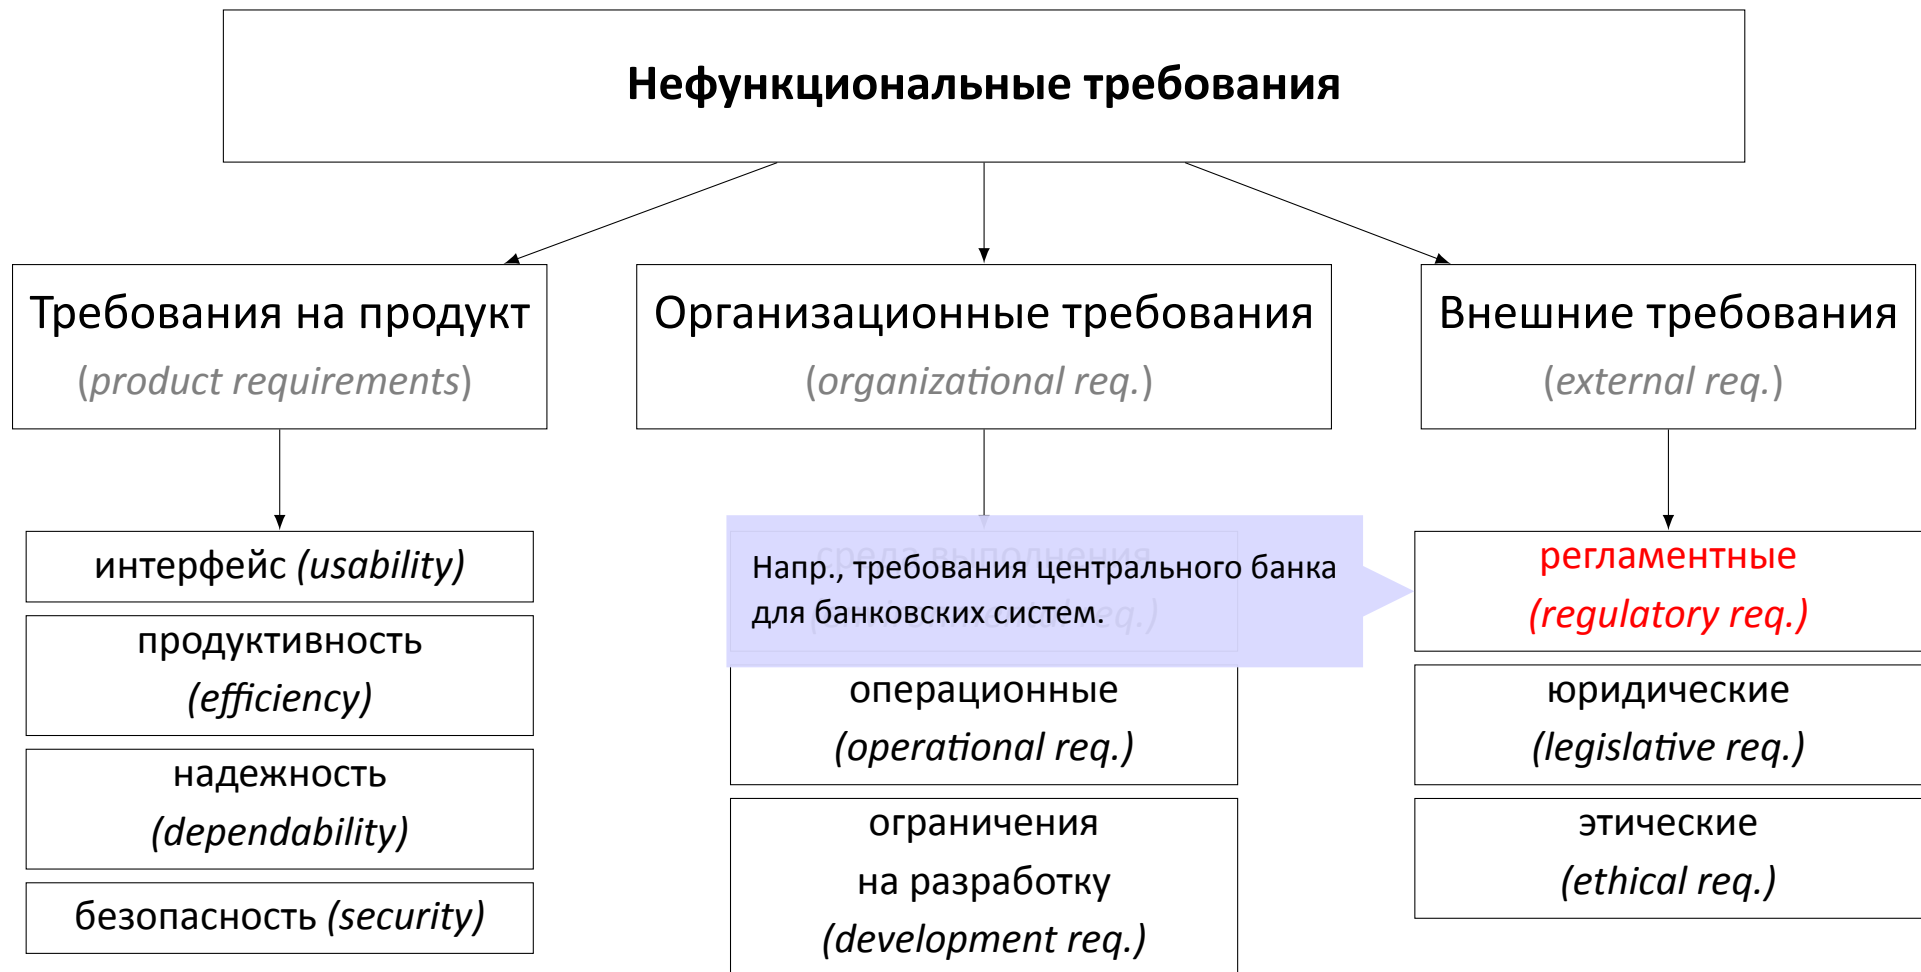 Нефункциональные требования
Требования на продукт
(product requirements)
интерфейс (usability)
продуктивность
(efficiency)
надежность
(dependability)
безопасность (security)
Организационные требования
(organizational req.)
среда выполнения
Напр., требования центрального банка
для банковских систем.
операционные
(operational req.)
ограничения
на разработку
(development req.)
Внешние требования
(external req.)
регламентные
(regulatory req.)
юридические
(legislative req.)
этические
(ethical req.)